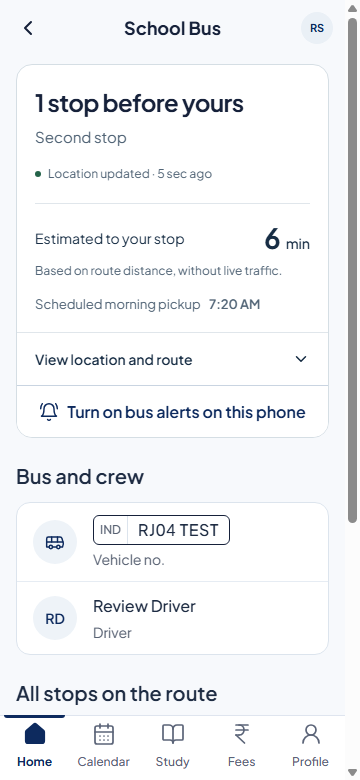 School Bus
RS
1 stop before yours
Second stop
Location updated · 5 sec ago
Estimated to your stop 6 min
Based on route distance, without live traffic.
Scheduled morning pickup 7:20 AM
View location and route
Turn on bus alerts on this phone
Bus and crew
IND RJ04 TEST
Vehicle no.
RD
Review Driver
Driver
All stops on the route
Home Calendar Study Fees Profile